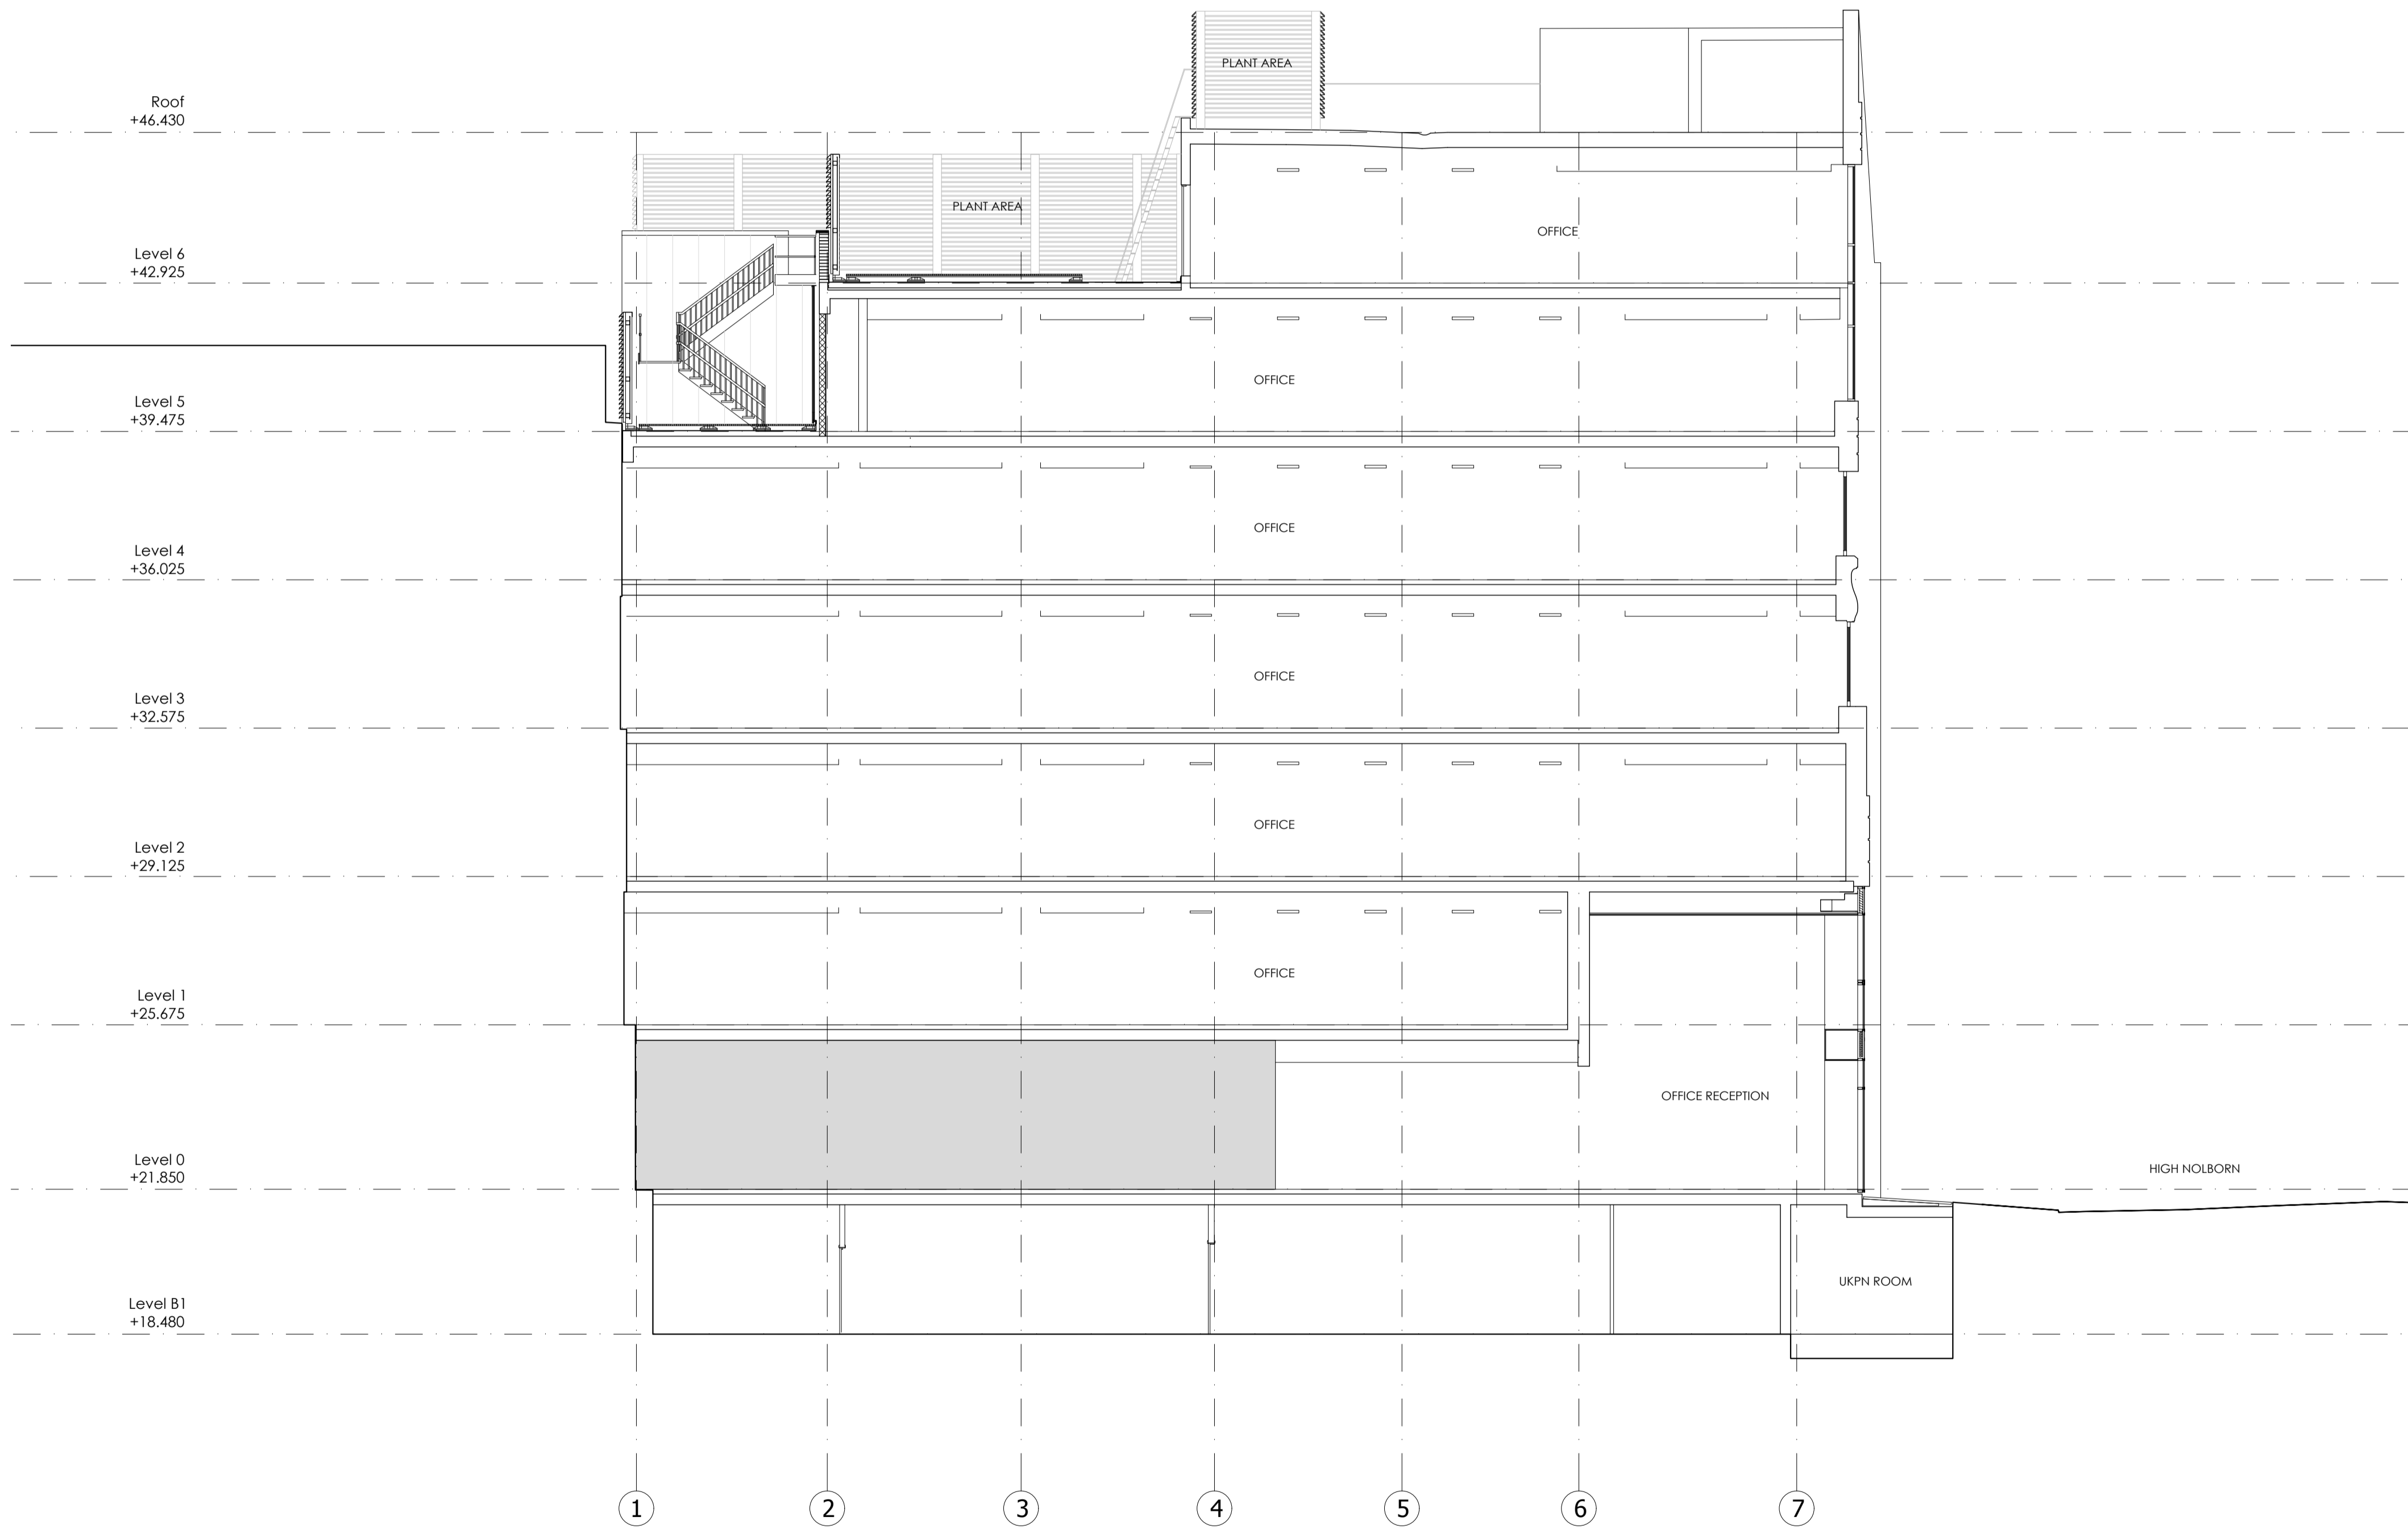 PLANT AREA
Roof
+46.430
PLANT AREA
OFFICE
Level 6
+42.925
OFFICE
Level 5
+39.475
OFFICE
Level 4
+36.025
OFFICE
Level 3
+32.575
OFFICE
Level 2
+29.125
OFFICE
Level 1
+25.675
OFFICE RECEPTION
Level 0
+21.850
HIGH NOLBORN
UKPN ROOM
Level B1
+18.480
1 2 3 4 5 6 7